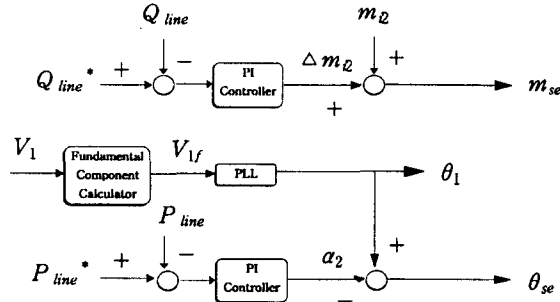 Q line
m i2
Q line * + − PI Controller Δ m i2 + + m se
V 1 Fundamental Component Calculator V 1f PLL θ 1
P line
P line * + − PI Controller α 2 − + θ se